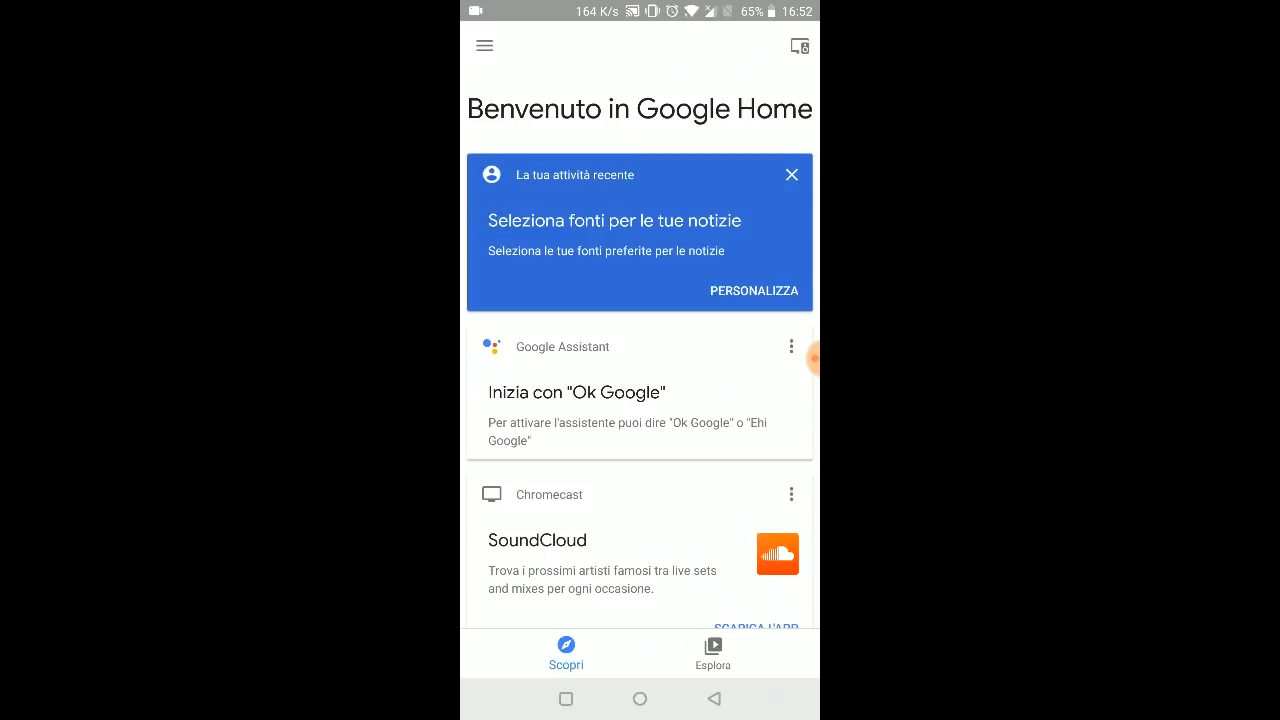 164 K/s 65% 16:52
Benvenuto in Google Home
La tua attività recente
Seleziona fonti per le tue notizie
Seleziona le tue fonti preferite per le notizie
PERSONALIZZA
Google Assistant
Inizia con "Ok Google"
Per attivare l'assistente puoi dire "Ok Google" o "Ehi
Google"
Chromecast
SoundCloud
Trova i prossimi artisti famosi tra live sets
and mixes per ogni occasione.
SCARICA L'APP
Scopri
Esplora